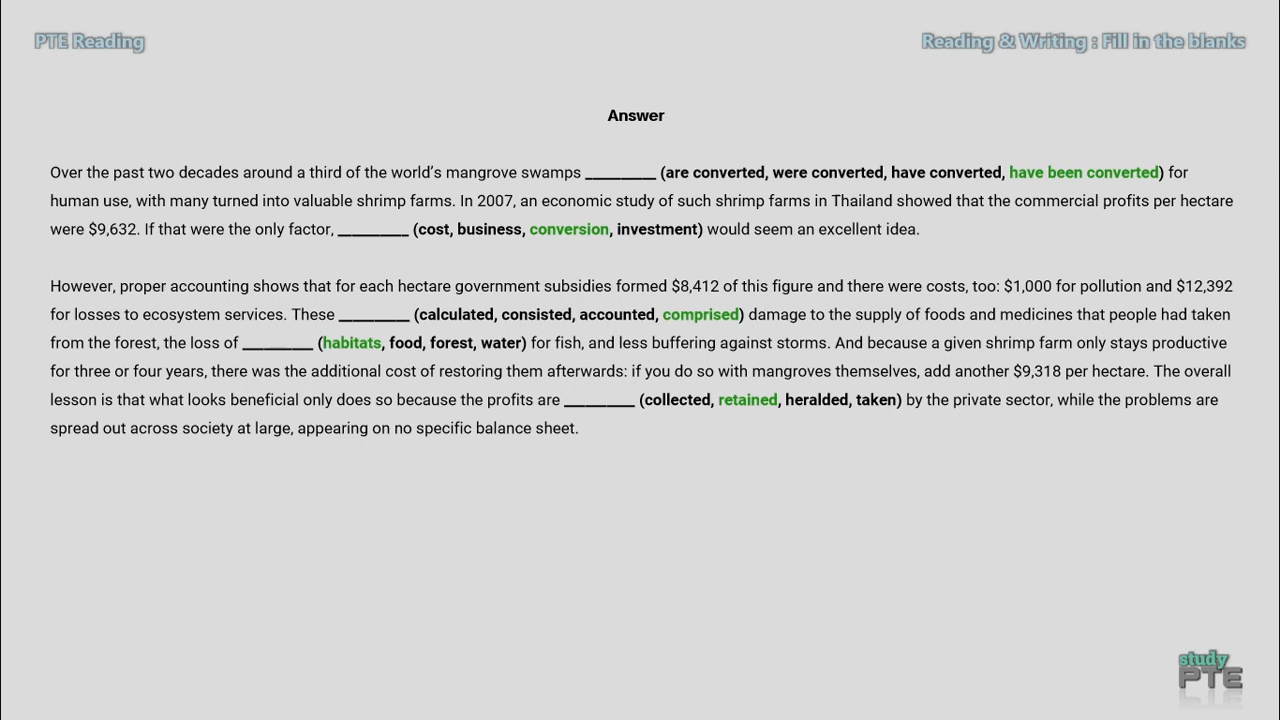 PTE Reading
Reading & Writing : Fill in the blanks
Answer
Over the past two decades around a third of the world's mangrove swamps _________ (are converted, were converted, have converted, have been converted) for
human use, with many turned into valuable shrimp farms. In 2007, an economic study of such shrimp farms in Thailand showed that the commercial profits per hectare
were $9,632. If that were the only factor, _________ (cost, business, conversion, investment) would seem an excellent idea.
However, proper accounting shows that for each hectare government subsidies formed $8,412 of this figure and there were costs, too: $1,000 for pollution and $12,392
for losses to ecosystem services. These _________ (calculated, consisted, accounted, comprised) damage to the supply of foods and medicines that people had taken
from the forest, the loss of _________ (habitats, food, forest, water) for fish, and less buffering against storms. And because a given shrimp farm only stays productive
for three or four years, there was the additional cost of restoring them afterwards: if you do so with mangroves themselves, add another $9,318 per hectare. The overall
lesson is that what looks beneficial only does so because the profits are _________ (collected, retained, heralded, taken) by the private sector, while the problems are
spread out across society at large, appearing on no specific balance sheet.
study
PTE